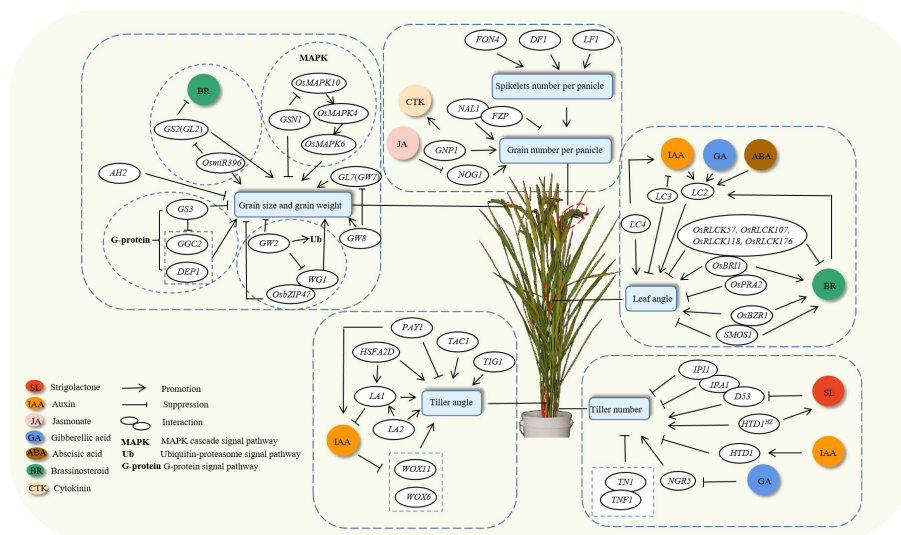 MAPK
OsMAPK10
OsMAPK4
OsMAPK6
GSN1
BR
GS2(GL2)
OsmiR396
AH2
GL7(GW7
Grain size and grain weight
GS3
G-protein
GGC2
DEP1
GW2
Ub
WG1
OsbZIP47
GW8
FON4
DF1
LF1
Spikelets number per panicle
CTK
NAL1
FZP
JA
GNP1
Grain number per panicle
NOG1
IAA
GA
ABA
LC3
LC2
LC4
OsRLCK57, OsRLCK107,
OsRLCK118, OsRLCK176
OsBRI1
OsPRA2
BR
Leaf angle
OsBZR1
SMOS1
PAY1
TAC1
HSFA2D
TIG1
LA1
Tiller angle
LA2
IAA
WOX11
WOX6
IPI1
IPA1
D53
SL
Tiller number
HTD1HZ
HTD1
IAA
TN1
TNF1
NGR5
GA
SL Strigolactone
IAA Auxin
JA Jasmonate
GA Gibberellic acid
ABA Abscisic acid
BR Brassinosteroid
CTK Cytokinin
Promotion
Suppression
Interaction
MAPK MAPK cascade signal pathway
Ub Ubiquitin-proteasome signal pathway
G-protein G-protein signal pathway